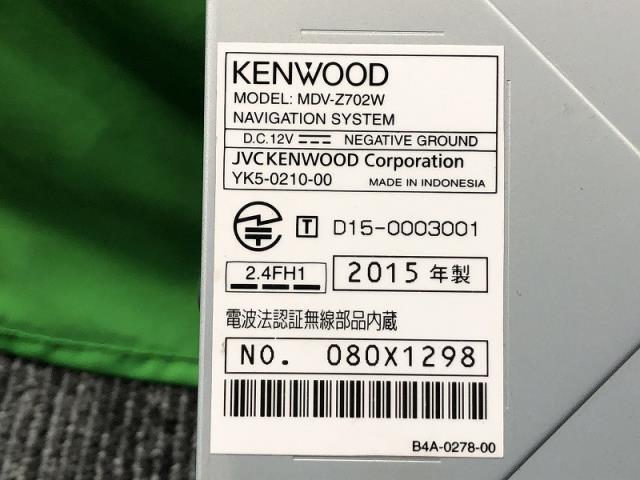 KENWOOD
MODEL: MDV-Z702W
NAVIGATION SYSTEM
D.C.12V NEGATIVE GROUND
JVCKENWOOD Corporation
YK5-0210-00 MADE IN INDONESIA
T D15-0003001
2.4FH1 2015 年製
電波法認証無線部品内蔵
NO. 080X1298
B4A-0278-00